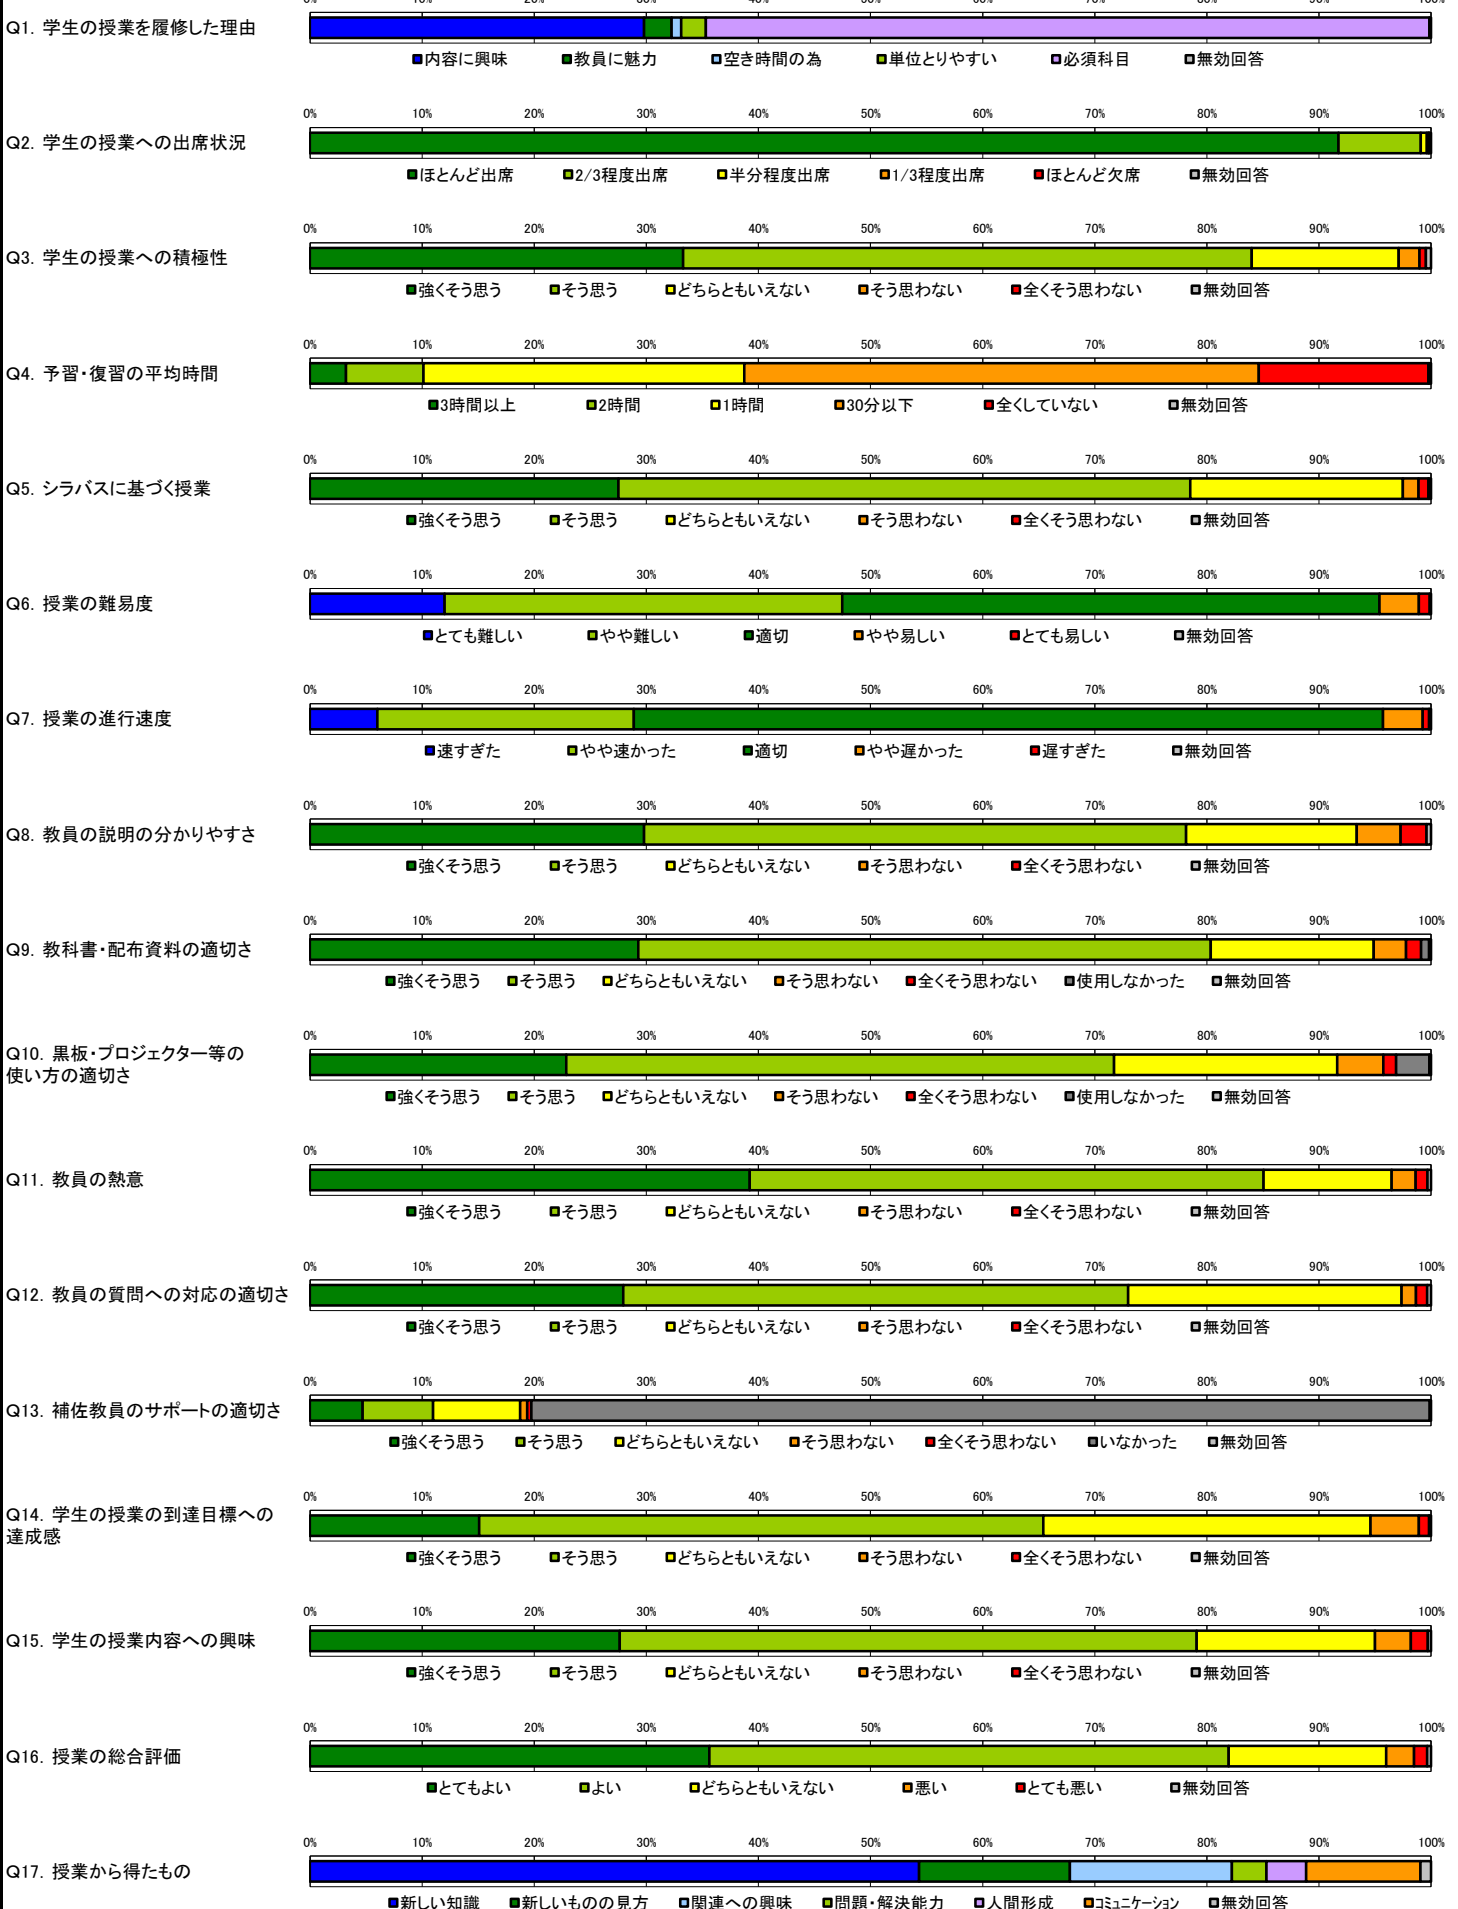 Q1. 学生の授業を履修した理由
内容に興味 教員に魅力 空き時間の為 単位とりやすい 必須科目 無効回答
0% 10% 20% 30% 40% 50% 60% 70% 80% 90% 100%
Q2. 学生の授業への出席状況
ほとんど出席 2/3程度出席 半分程度出席 1/3程度出席 ほとんど欠席 無効回答
0% 10% 20% 30% 40% 50% 60% 70% 80% 90% 100%
Q3. 学生の授業への積極性
強くそう思う そう思う どちらともいえない そう思わない 全くそう思わない 無効回答
0% 10% 20% 30% 40% 50% 60% 70% 80% 90% 100%
Q4. 予習・復習の平均時間
3時間以上 2時間 1時間 30分以下 全くしていない 無効回答
0% 10% 20% 30% 40% 50% 60% 70% 80% 90% 100%
Q5. シラバスに基づく授業
強くそう思う そう思う どちらともいえない そう思わない 全くそう思わない 無効回答
0% 10% 20% 30% 40% 50% 60% 70% 80% 90% 100%
Q6. 授業の難易度
とても難しい やや難しい 適切 やや易しい とても易しい 無効回答
0% 10% 20% 30% 40% 50% 60% 70% 80% 90% 100%
Q7. 授業の進行速度
速すぎた やや速かった 適切 やや遅かった 遅すぎた 無効回答
0% 10% 20% 30% 40% 50% 60% 70% 80% 90% 100%
Q8. 教員の説明の分かりやすさ
強くそう思う そう思う どちらともいえない そう思わない 全くそう思わない 無効回答
0% 10% 20% 30% 40% 50% 60% 70% 80% 90% 100%
Q9. 教科書・配布資料の適切さ
強くそう思う そう思う どちらともいえない そう思わない 全くそう思わない 使用しなかった 無効回答
0% 10% 20% 30% 40% 50% 60% 70% 80% 90% 100%
Q10. 黒板・プロジェクター等の
使い方の適切さ
強くそう思う そう思う どちらともいえない そう思わない 全くそう思わない 使用しなかった 無効回答
0% 10% 20% 30% 40% 50% 60% 70% 80% 90% 100%
Q11. 教員の熱意
強くそう思う そう思う どちらともいえない そう思わない 全くそう思わない 無効回答
0% 10% 20% 30% 40% 50% 60% 70% 80% 90% 100%
Q12. 教員の質問への対応の適切さ
強くそう思う そう思う どちらともいえない そう思わない 全くそう思わない 無効回答
0% 10% 20% 30% 40% 50% 60% 70% 80% 90% 100%
Q13. 補佐教員のサポートの適切さ
強くそう思う そう思う どちらともいえない そう思わない 全くそう思わない いなかった 無効回答
0% 10% 20% 30% 40% 50% 60% 70% 80% 90% 100%
Q14. 学生の授業の到達目標への
達成感
強くそう思う そう思う どちらともいえない そう思わない 全くそう思わない 無効回答
0% 10% 20% 30% 40% 50% 60% 70% 80% 90% 100%
Q15. 学生の授業内容への興味
強くそう思う そう思う どちらともいえない そう思わない 全くそう思わない 無効回答
0% 10% 20% 30% 40% 50% 60% 70% 80% 90% 100%
Q16. 授業の総合評価
とてもよい よい どちらともいえない 悪い とても悪い 無効回答
0% 10% 20% 30% 40% 50% 60% 70% 80% 90% 100%
Q17. 授業から得たもの
新しい知識 新しいものの見方 関連への興味 問題・解決能力 人間形成 コミュニケーション 無効回答